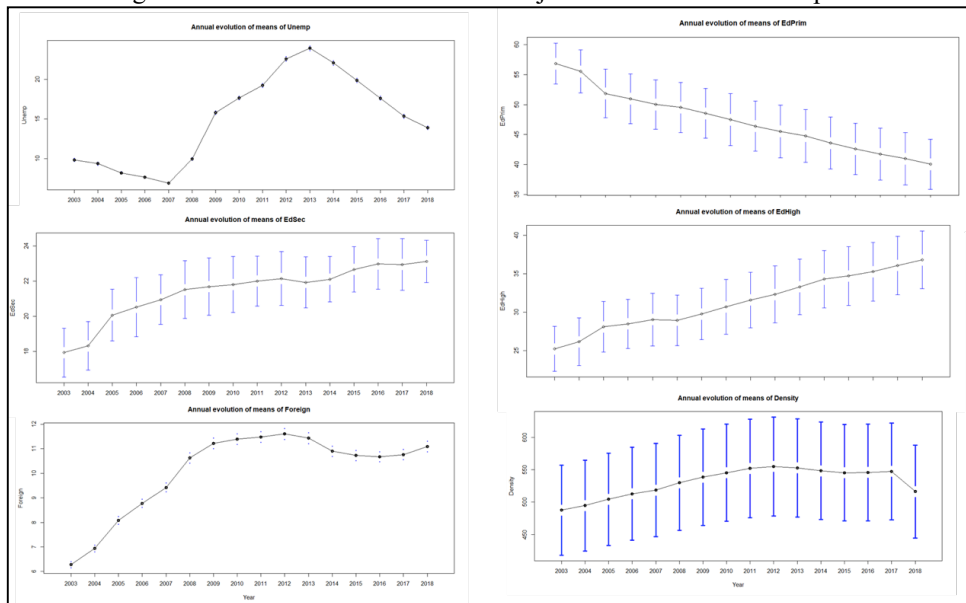 Annual evolution of means of Unemp
Unemp
20
15
10
2003 2004 2005 2006 2007 2008 2009 2010 2011 2012 2013 2014 2015 2016 2017 2018
Annual evolution of means of EdPrim
EdPrim
60
55
50
45
40
35
Annual evolution of means of EdSec
EdSec
24
22
20
18
2003 2004 2005 2006 2007 2008 2009 2010 2011 2012 2013 2014 2015 2016 2017 2018
Annual evolution of means of EdHigh
EdHigh
40
35
30
25
Annual evolution of means of Foreign
Foreign
12
11
10
9
8
7
6
2003 2004 2005 2006 2007 2008 2009 2010 2011 2012 2013 2014 2015 2016 2017 2018
Year
Annual evolution of means of Density
Density
600
550
500
450
2003 2004 2005 2006 2007 2008 2009 2010 2011 2012 2013 2014 2015 2016 2017 2018
Year